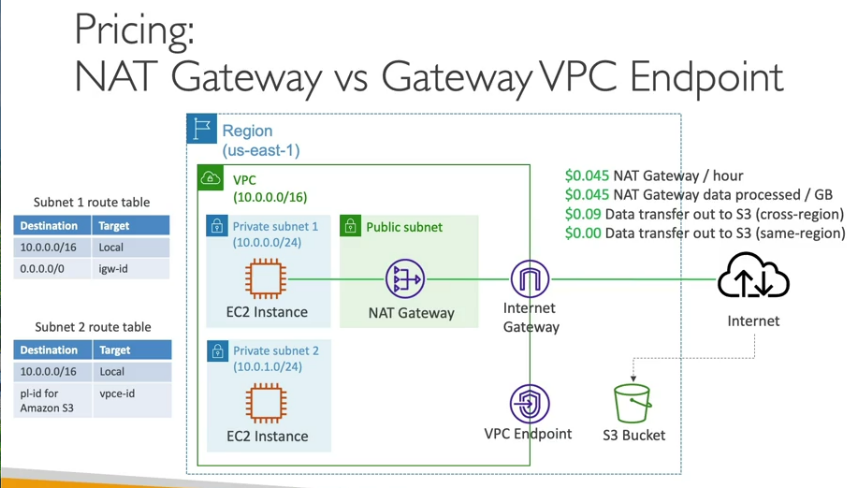 Pricing:
NAT Gateway vs Gateway VPC Endpoint
Region
(us-east-1)
VPC
(10.0.0.0/16)
$0.045 NAT Gateway / hour
$0.045 NAT Gateway data processed / GB
$0.09 Data transfer out to S3 (cross-region)
$0.00 Data transfer out to S3 (same-region)
Subnet 1 route table
Destination Target
10.0.0.0/16 Local
0.0.0.0/0 igw-id
Private subnet 1
(10.0.0.0/24)
EC2 Instance
Public subnet
NAT Gateway
Internet
Gateway
Internet
Subnet 2 route table
Destination Target
10.0.0.0/16 Local
pl-id for
Amazon S3
vpce-id
Private subnet 2
(10.0.1.0/24)
EC2 Instance
VPC Endpoint
S3 Bucket